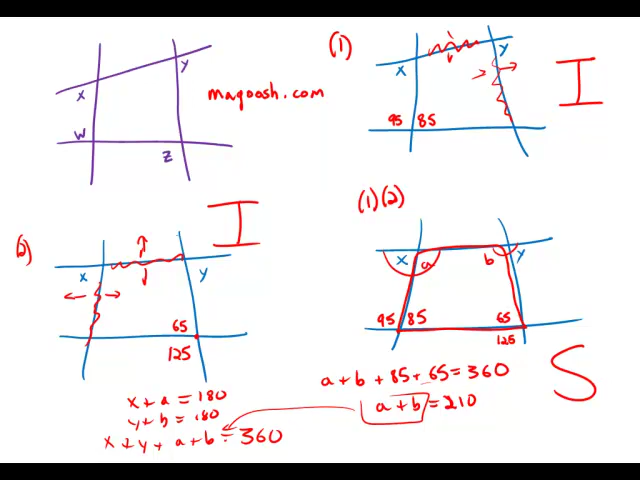 (1)
x
y
I
magoosh.com
x
y
w
z
95 85
(1)(2)
(2)
I
x
y
65
125
x
a
b
y
95 85
65
125
S
a + b + 85 + 65 = 360
a + b = 210
x + a = 180
y + b = 180
x + y + a + b = 360